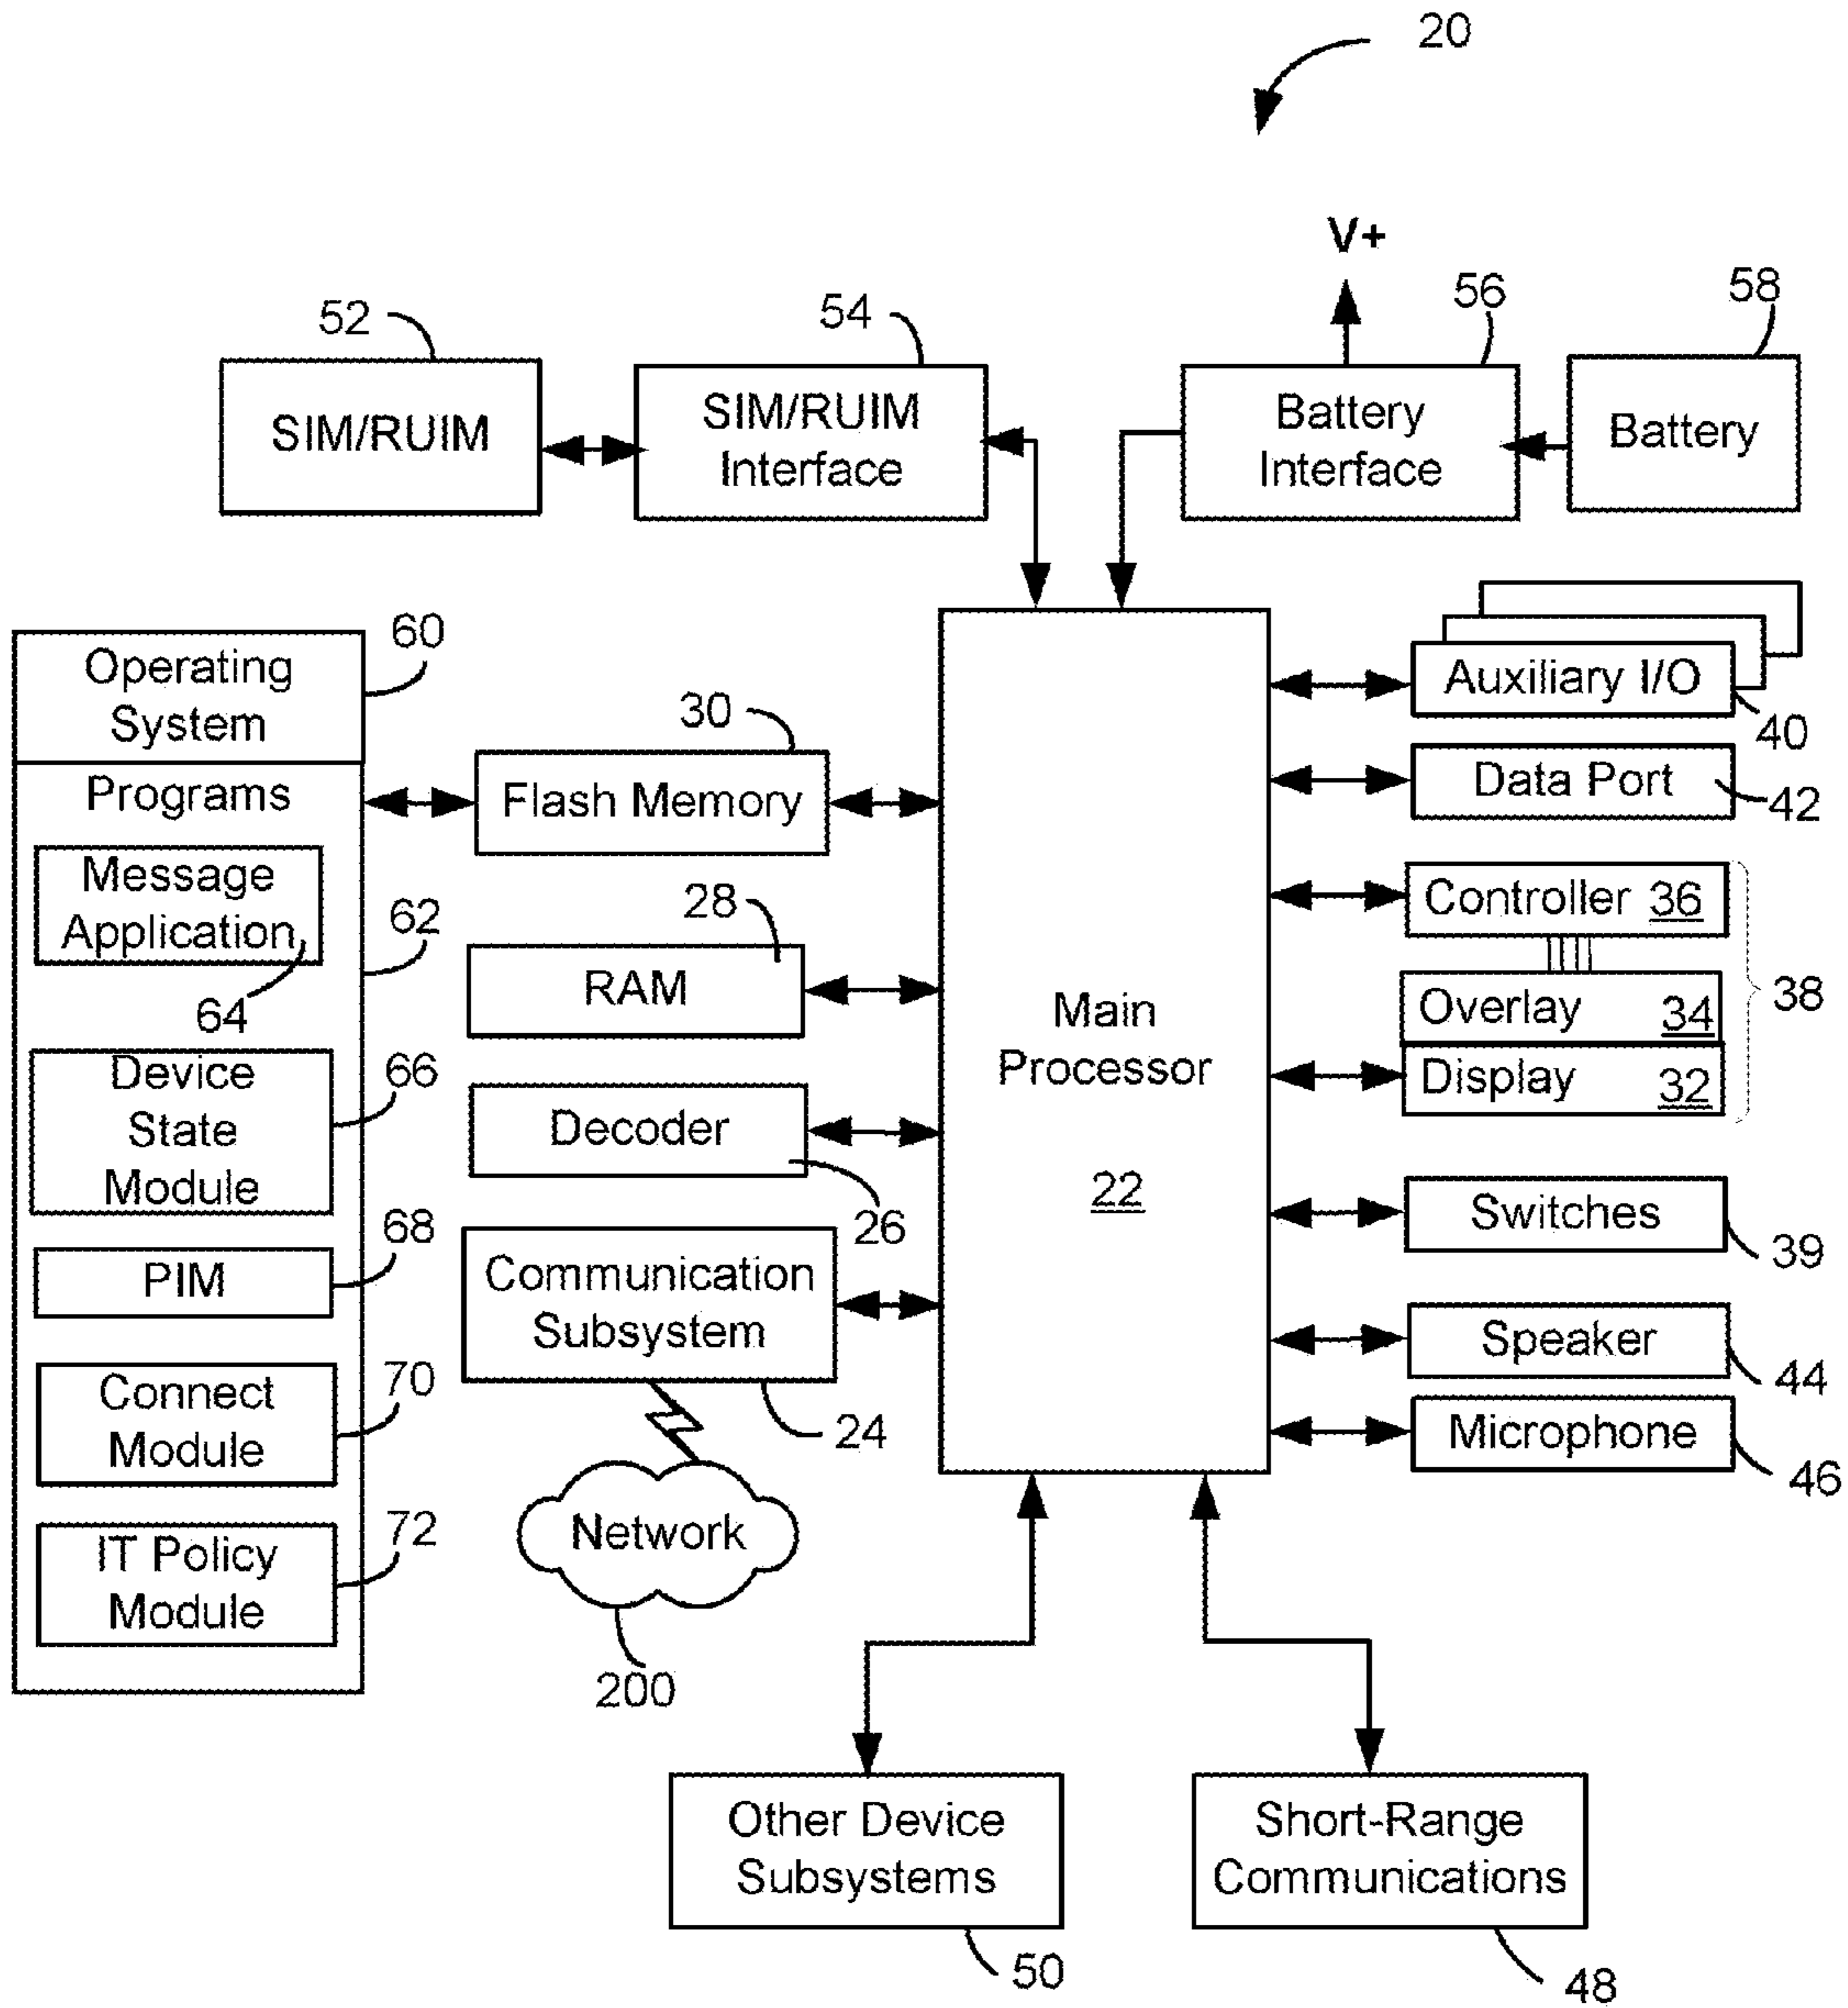 20
V+
52
54
56
58
SIM/RUIM
SIM/RUIM
Interface
Battery
Interface
Battery
Operating
System
60
Programs
Message
Application
64
62
Device
State
Module
66
PIM
68
Connect
Module
70
IT Policy
Module
72
30
Flash Memory
28
RAM
Decoder
26
Communication
Subsystem
24
Network
200
Main
Processor
22
Auxiliary I/O
40
Data Port
42
Controller 36
Overlay 34
Display 32
38
Switches
39
Speaker
44
Microphone
46
Other Device
Subsystems
50
Short-Range
Communications
48